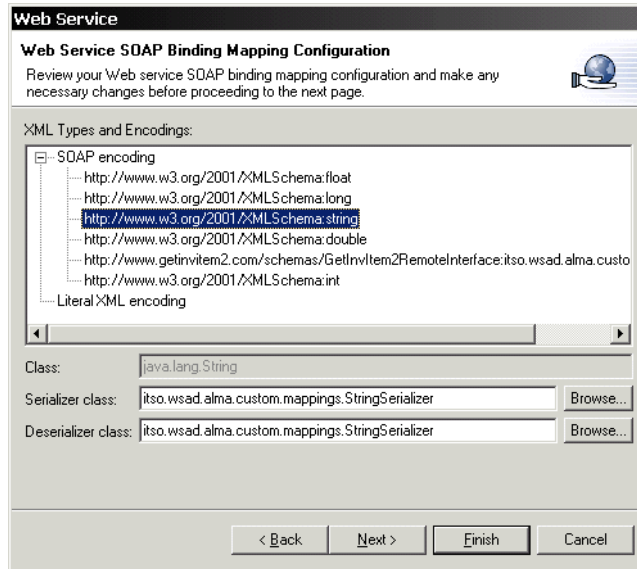 Web Service
Web Service SOAP Binding Mapping Configuration
Review your Web service SOAP binding mapping configuration and make any
necessary changes before proceeding to the next page.
XML Types and Encodings:
SOAP encoding
http://www.w3.org/2001/XMLSchema:float
http://www.w3.org/2001/XMLSchema:long
http://www.w3.org/2001/XMLSchema:string
http://www.w3.org/2001/XMLSchema:double
http://www.getinvitem2.com/schemas/GetInvItem2RemoteInterface:itso.wsad.alma.custo
http://www.w3.org/2001/XMLSchema:int
Literal XML encoding
Class: java.lang.String
Serializer class: itso.wsad.alma.custom.mappings.StringSerializer Browse...
Deserializer class: itso.wsad.alma.custom.mappings.StringSerializer Browse...
< Back Next > Finish Cancel